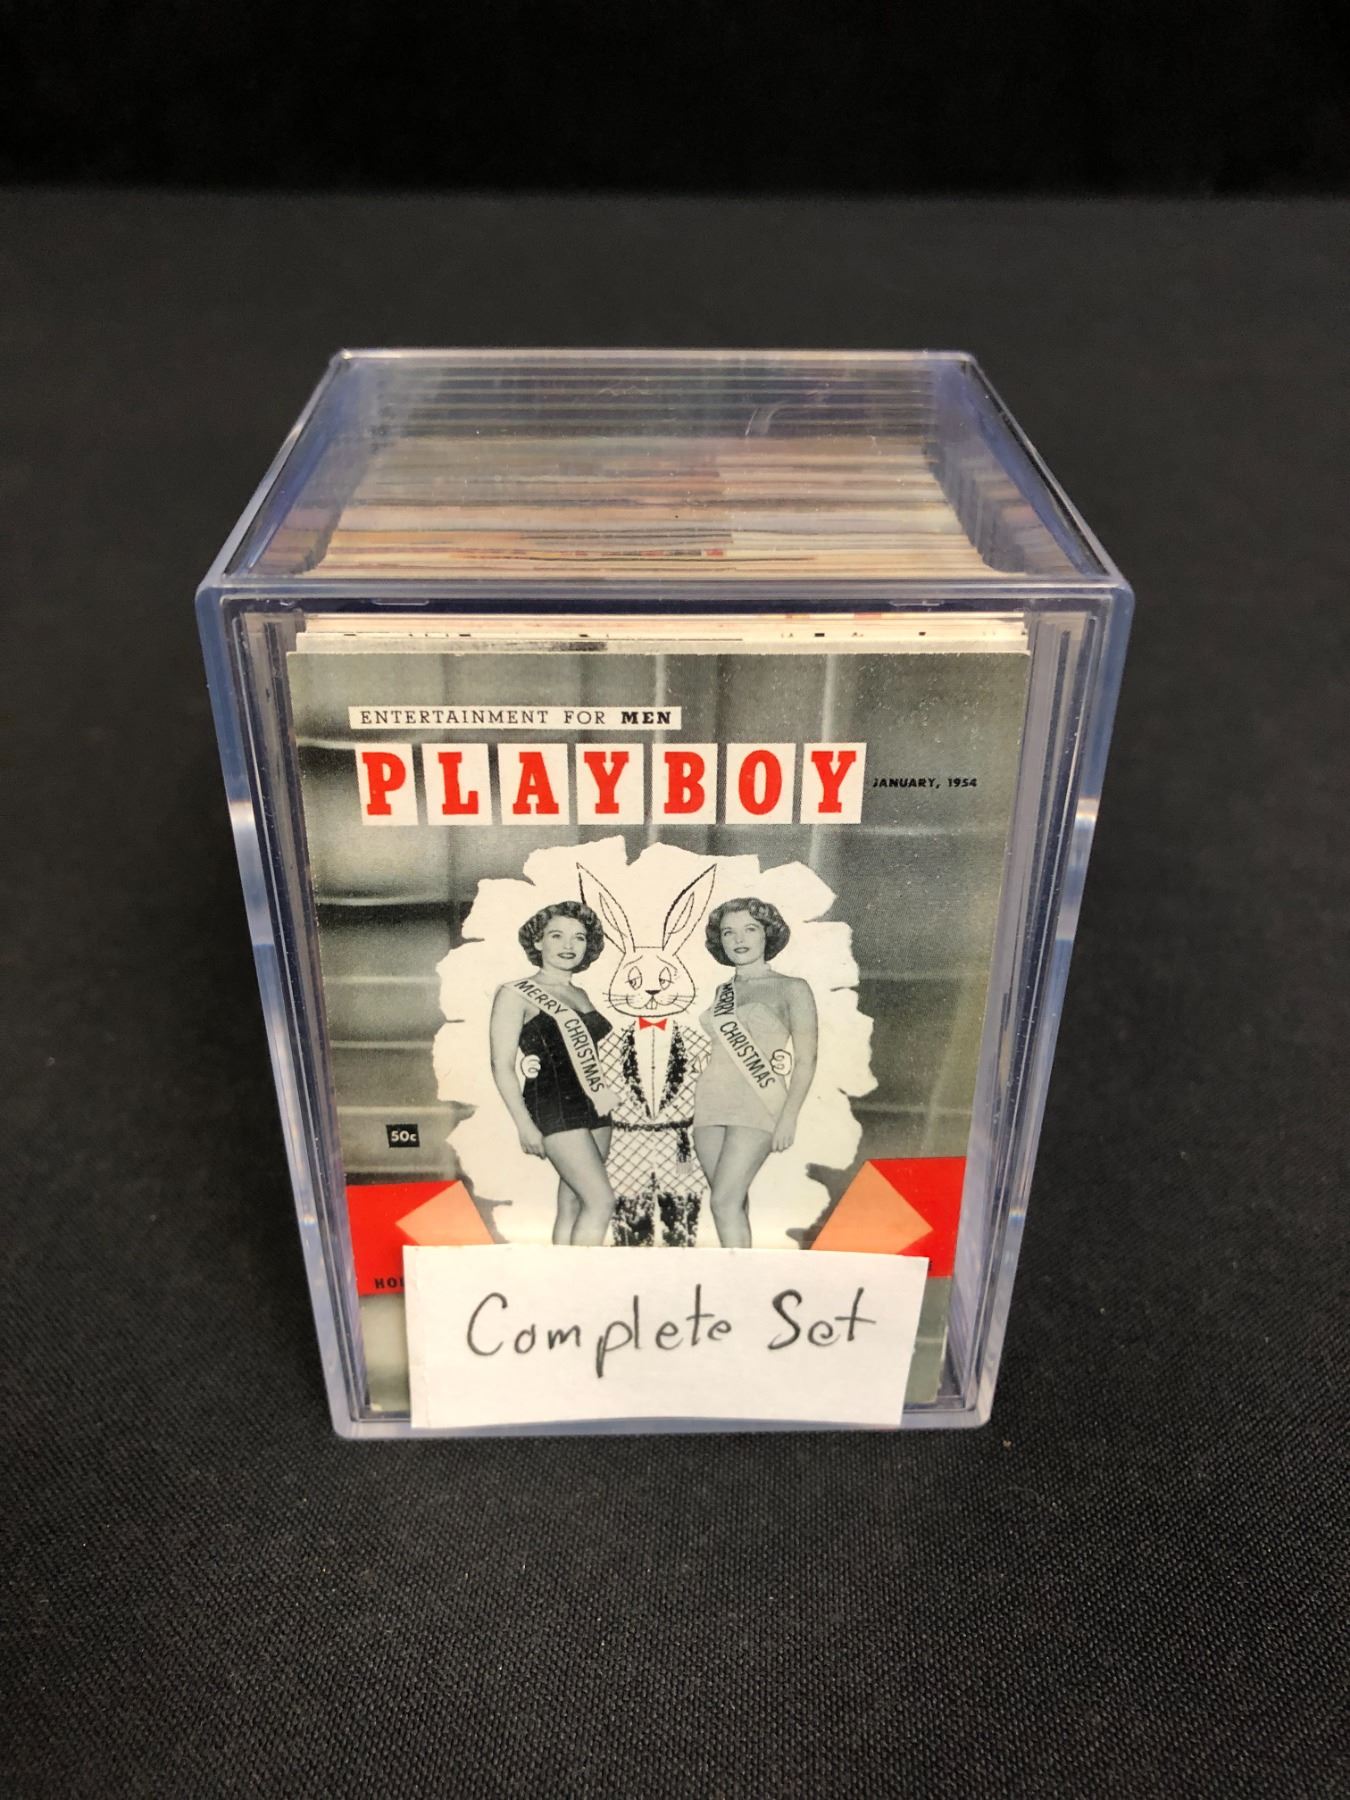 ENTERTAINMENT FOR MEN
PLAYBOY
JANUARY, 1954
MERRY CHRISTMAS
MERRY CHRISTMAS
50c
Complete Set